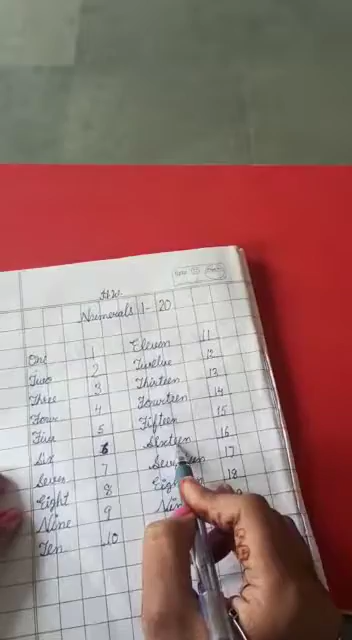 H.W.
Numerals 1-20
One 1 Eleven 11
Two 2 Twelve 12
Three 3 Thirteen 13
Four 4 Fourteen 14
Five 5 Fifteen 15
Six 6 Sixteen 16
Seven 7 17
Eight 8 18
Nine 9
Ten 10